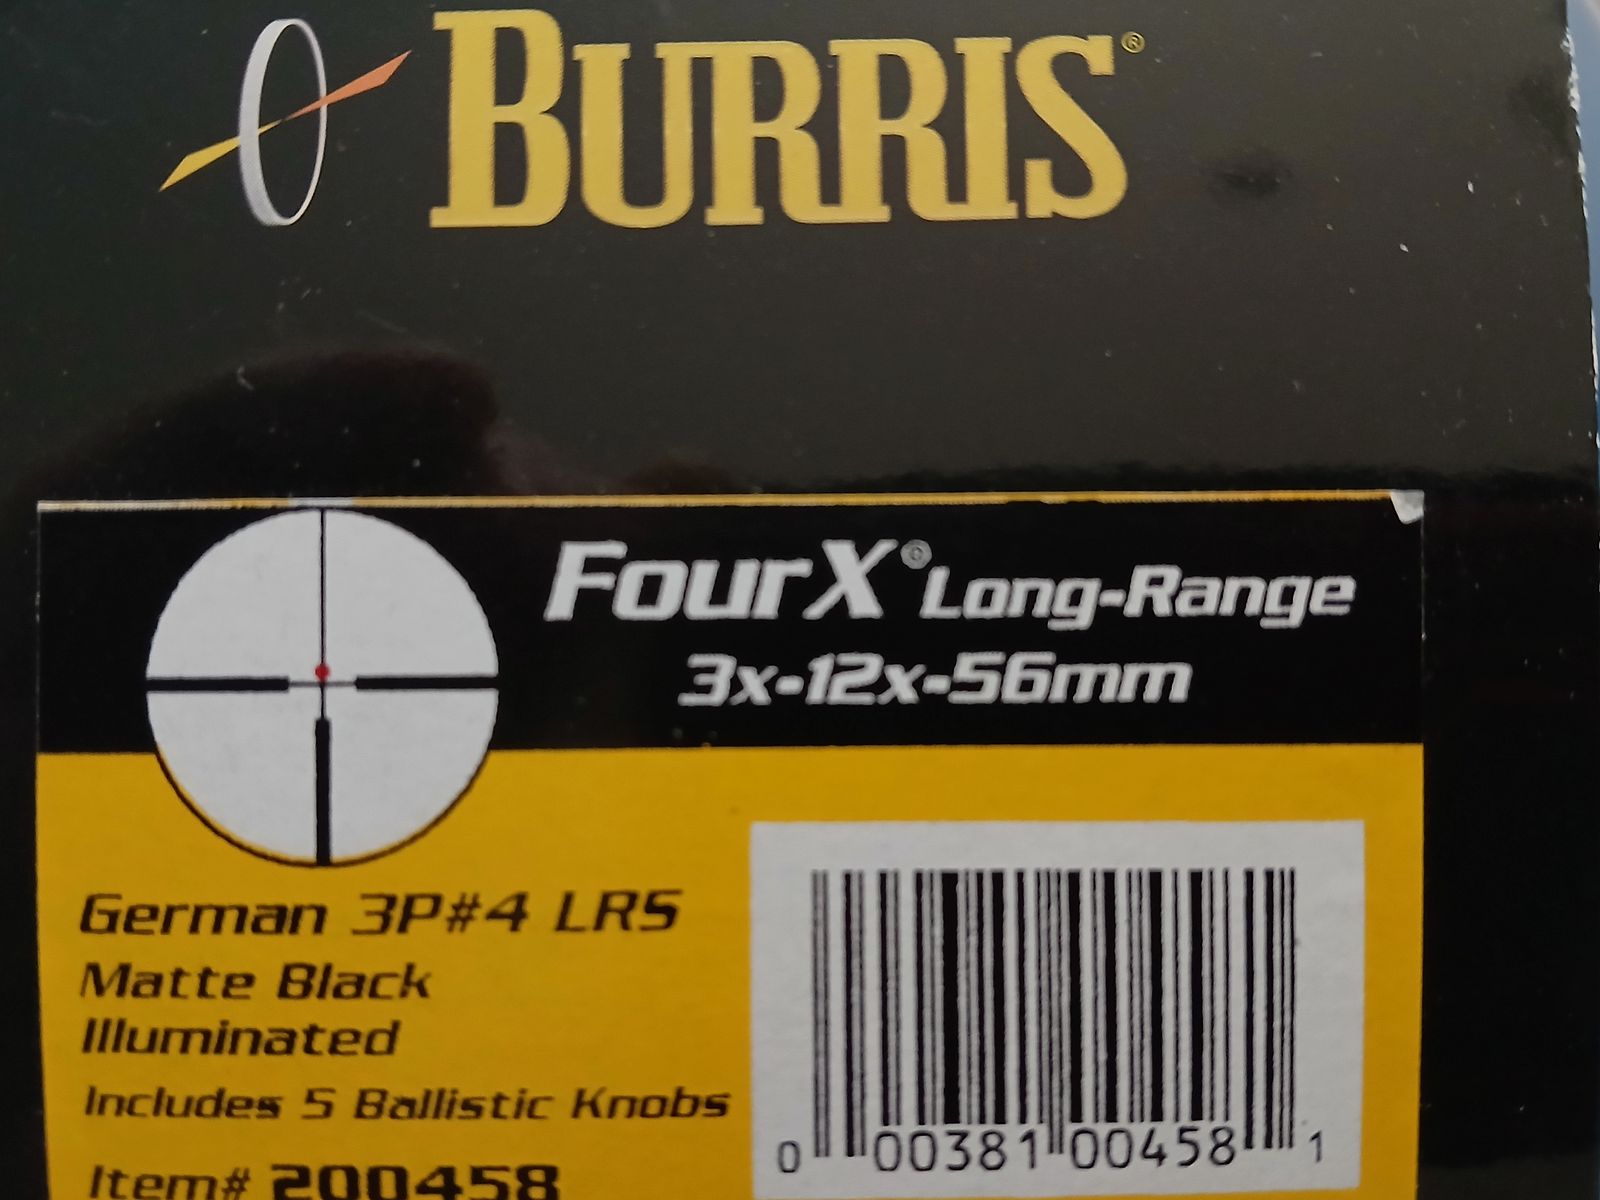 BURRIS®
FourX® Long-Range
3x-12x-56mm
German 3P#4 LRS
Matte Black
Illuminated
Includes 5 Ballistic Knobs
Item# 200458
0 00381 00458 1